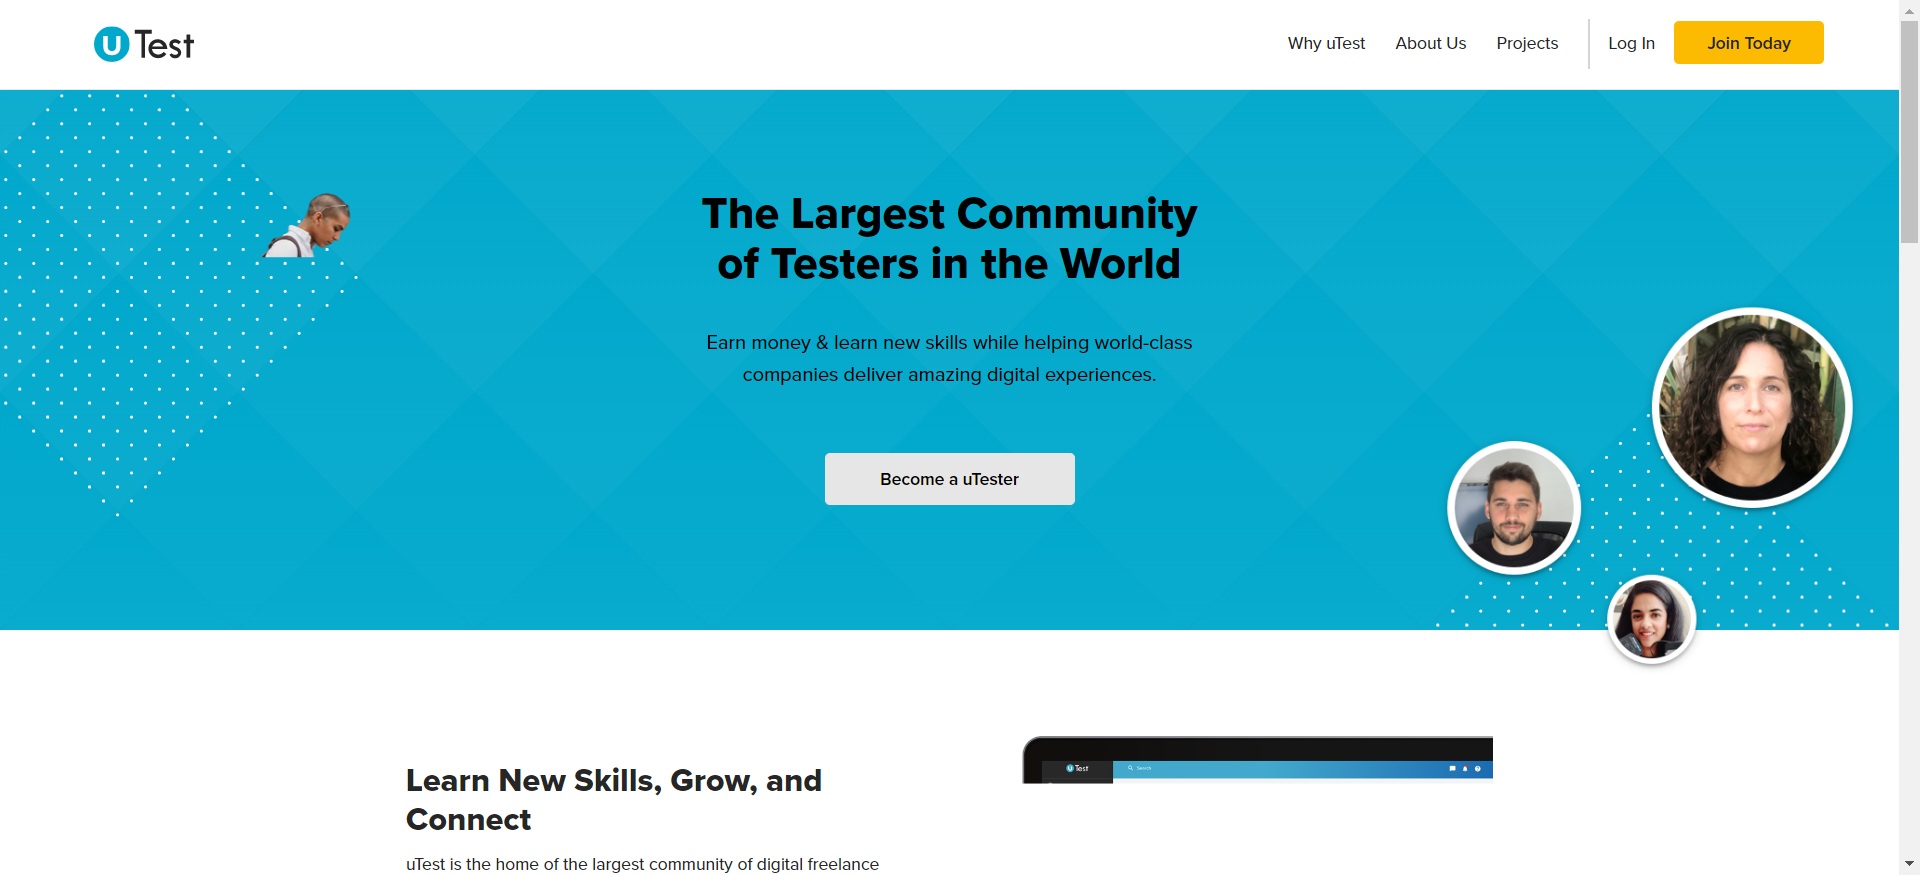 uTest
Why uTest
About Us
Projects
Log In
Join Today
The Largest Community
of Testers in the World
Earn money & learn new skills while helping world-class
companies deliver amazing digital experiences.
Become a uTester
Learn New Skills, Grow, and
Connect
uTest is the home of the largest community of digital freelance
uTest
Search